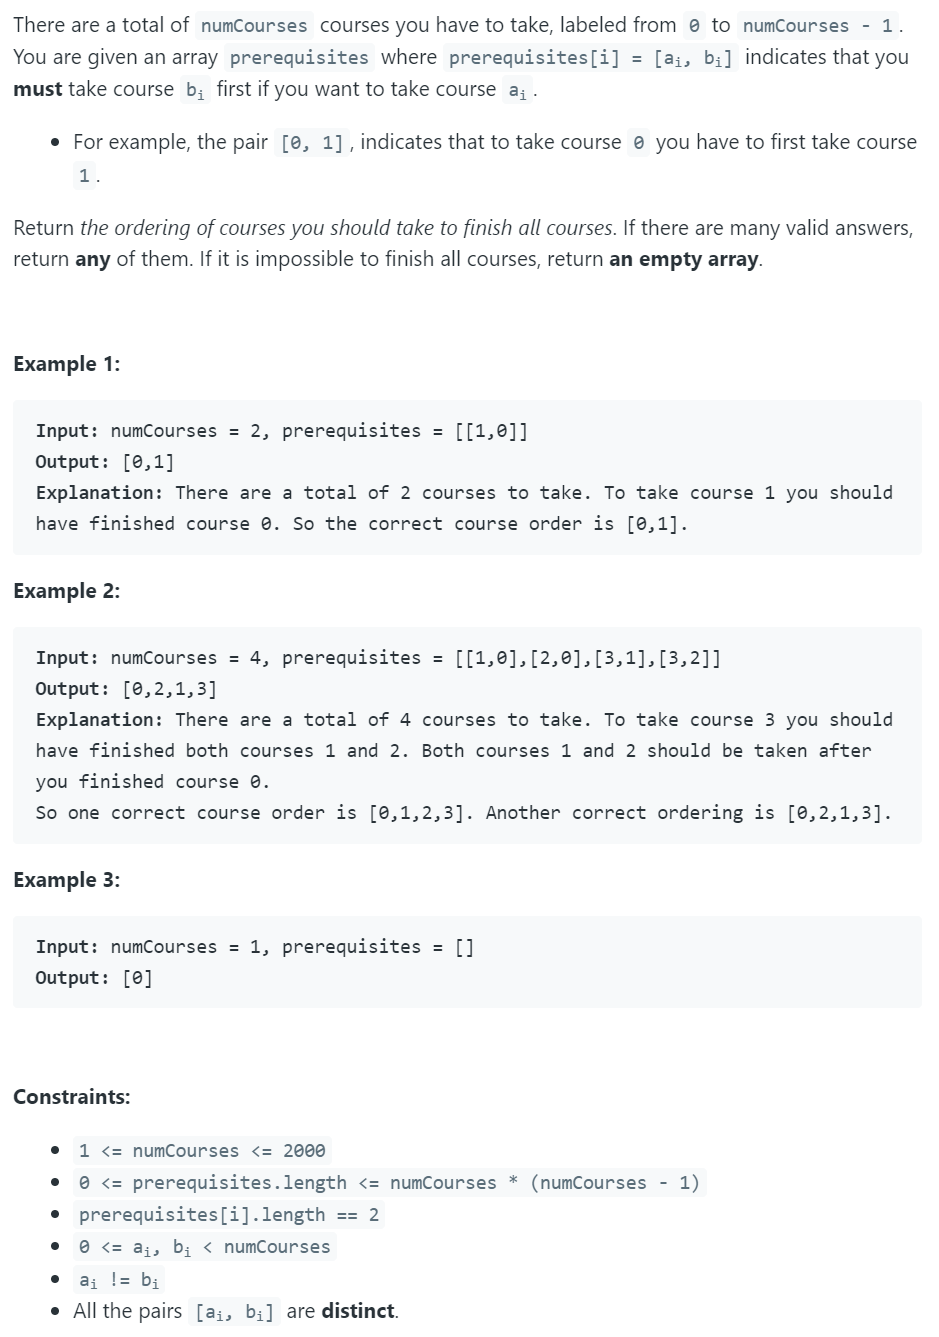 There are a total of numCourses courses you have to take, labeled from 0 to numCourses - 1.
You are given an array prerequisites where prerequisites[i] = [aᵢ, bᵢ] indicates that you
must take course bᵢ first if you want to take course aᵢ.
• For example, the pair [0, 1], indicates that to take course 0 you have to first take course
1.
Return the ordering of courses you should take to finish all courses. If there are many valid answers,
return any of them. If it is impossible to finish all courses, return an empty array.
Example 1:
Input: numCourses = 2, prerequisites = [[1,0]]
Output: [0,1]
Explanation: There are a total of 2 courses to take. To take course 1 you should
have finished course 0. So the correct course order is [0,1].
Example 2:
Input: numCourses = 4, prerequisites = [[1,0],[2,0],[3,1],[3,2]]
Output: [0,2,1,3]
Explanation: There are a total of 4 courses to take. To take course 3 you should
have finished both courses 1 and 2. Both courses 1 and 2 should be taken after
you finished course 0.
So one correct course order is [0,1,2,3]. Another correct ordering is [0,2,1,3].
Example 3:
Input: numCourses = 1, prerequisites = []
Output: [0]
Constraints:
• 1 <= numCourses <= 2000
• 0 <= prerequisites.length <= numCourses * (numCourses - 1)
• prerequisites[i].length == 2
• 0 <= aᵢ, bᵢ < numCourses
• aᵢ != bᵢ
• All the pairs [aᵢ, bᵢ] are distinct.